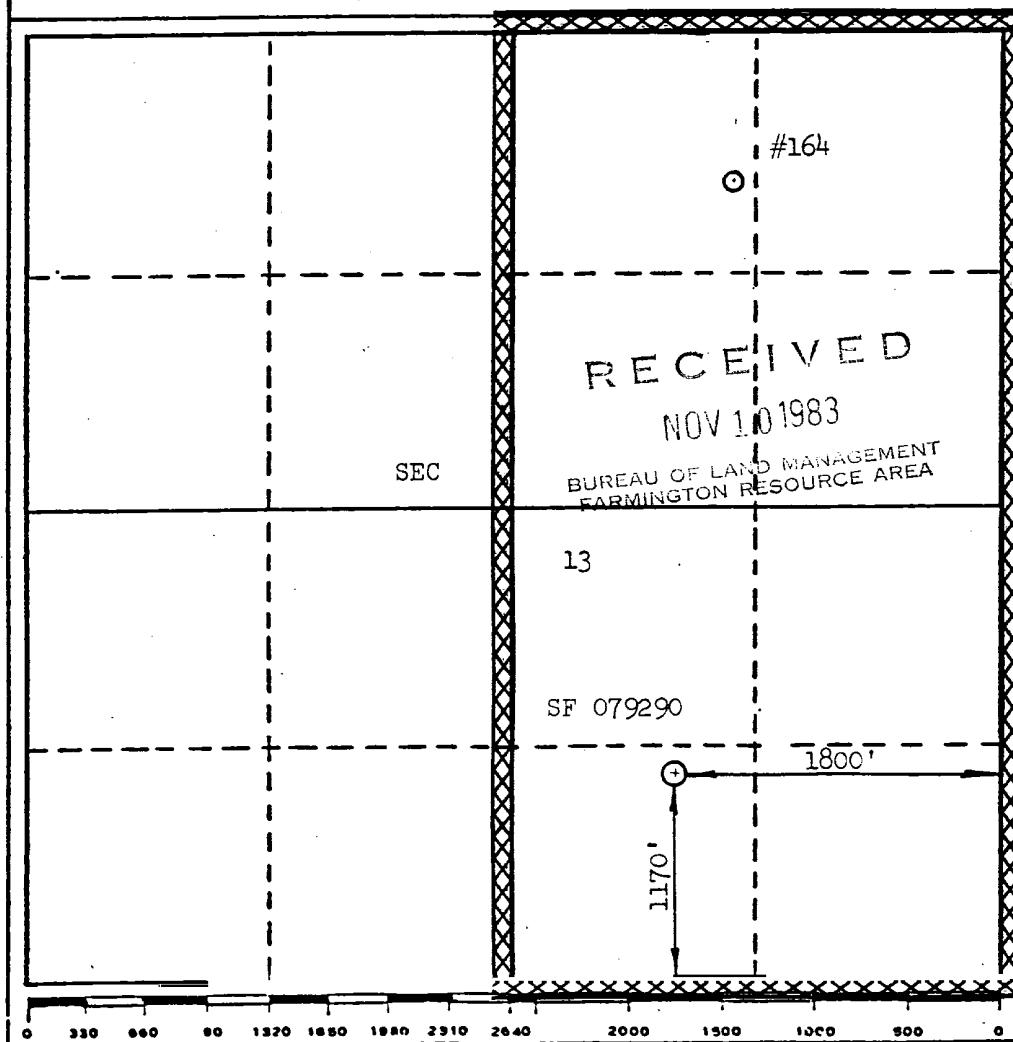 #164
RECEIVED
NOV 10 1983
BUREAU OF LAND MANAGEMENT
FARMINGTON RESOURCE AREA
SEC
13
SF 079290
1800'
1170'
0 330 660 90 1320 1650 1980 2310 2640 2000 1500 1000 500 0